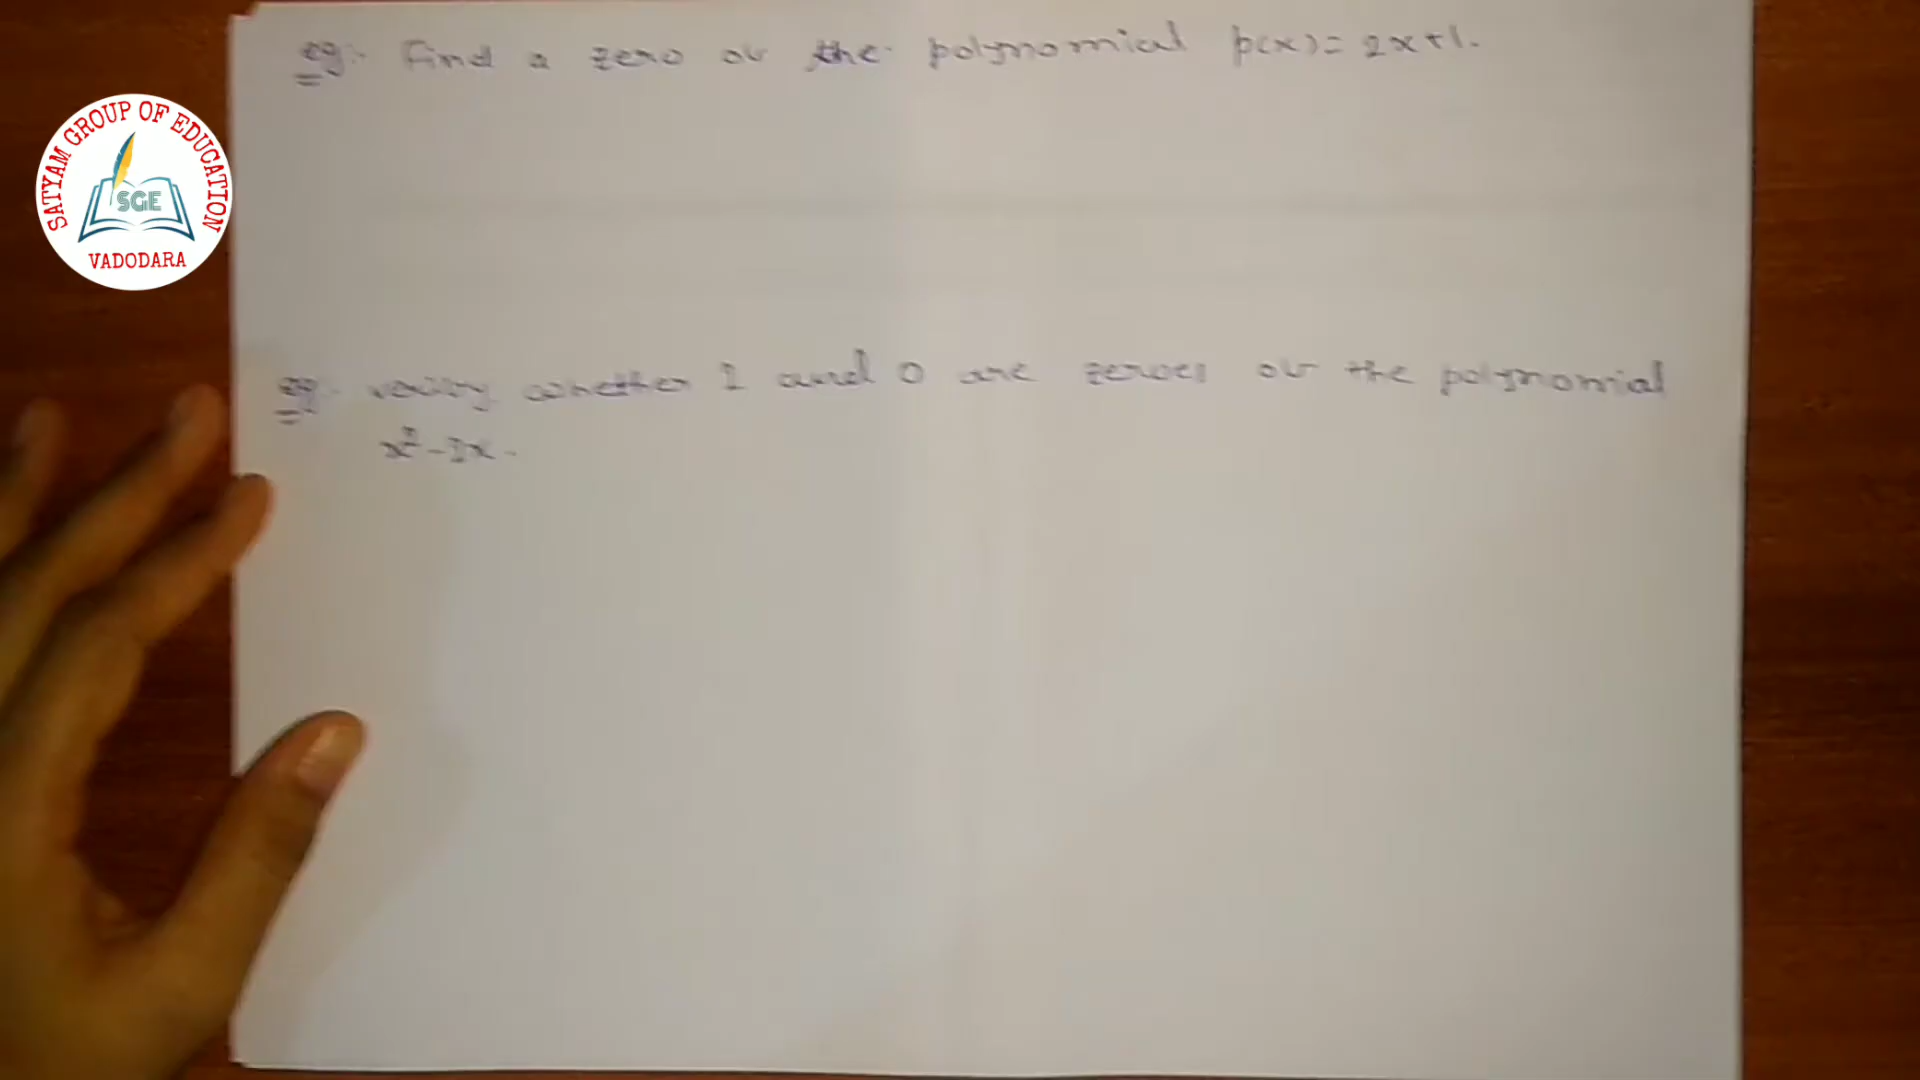 SATYAM GROUP OF EDUCATION
SGE
VADODARA
eg:- Find a zero of the polynomial p(x) = 2x+1.
eg:- verify whether 2 and 0 are zeroes of the polynomial
x² - 2x.